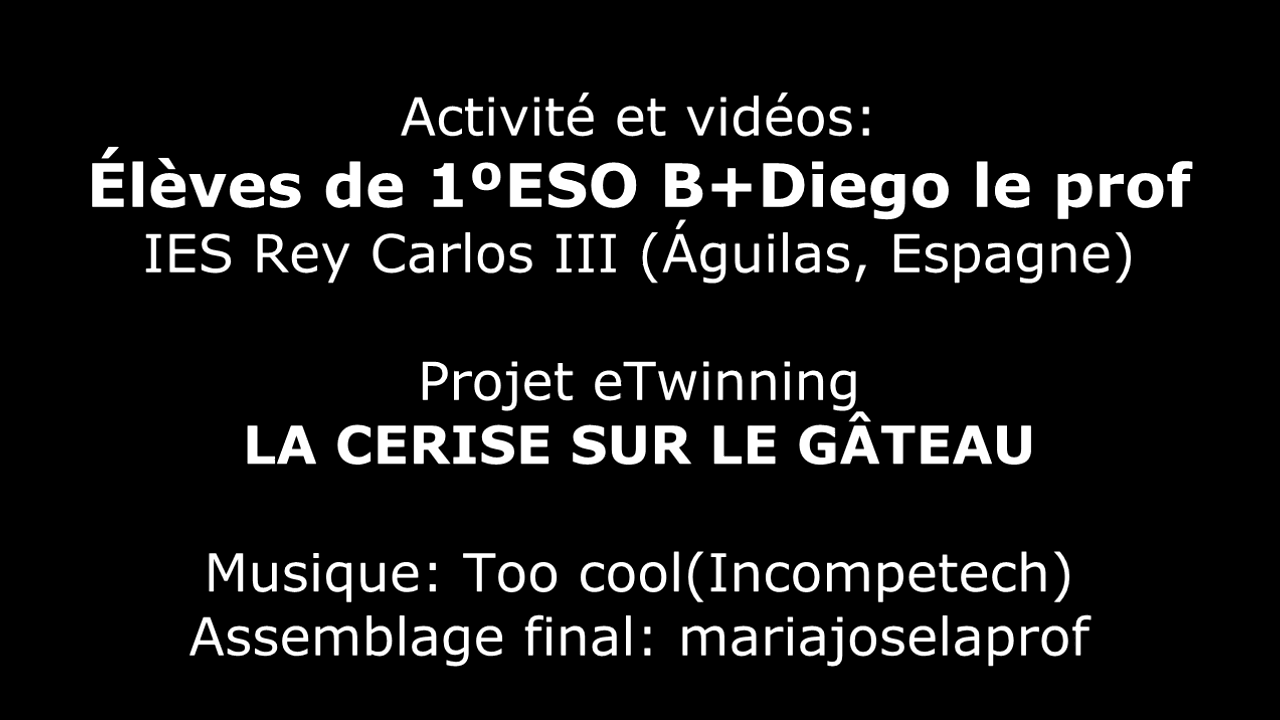 Activité et vidéos:
Élèves de 1ºESO B+Diego le prof
IES Rey Carlos III (Águilas, Espagne)
Projet eTwinning
LA CERISE SUR LE GÂTEAU
Musique: Too cool(Incompetech)
Assemblage final: mariajoselaprof